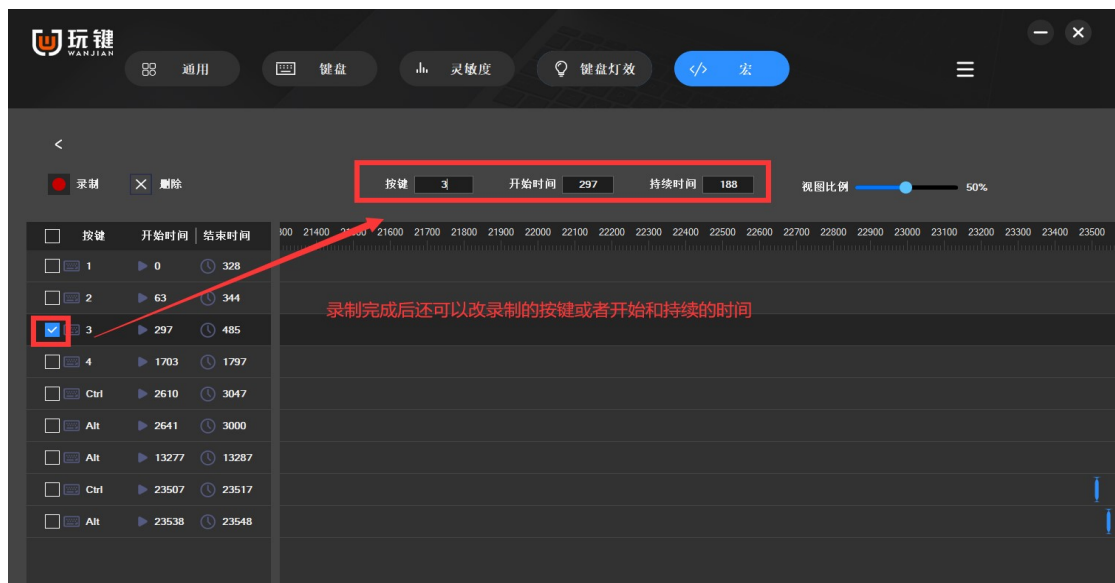 玩键
WANJIAN
通用 键盘 灵敏度 键盘灯效 </> 宏
<
录制 删除 按键 3 开始时间 297 持续时间 188 视图比例 50%
按键 开始时间 结束时间 21400 21600 21700 21800 21900 22000 22100 22200 22300 22400 22500 22600 22700 22800 22900 23000 23100 23200 23300 23400 23500
1 0 328
2 63 344
录制完成后还可以改录制的按键或者开始和持续的时间
3 297 485
4 1703 1797
Ctrl 2610 3047
Alt 2641 3000
Alt 13277 13287
Ctrl 23507 23517
Alt 23538 23548